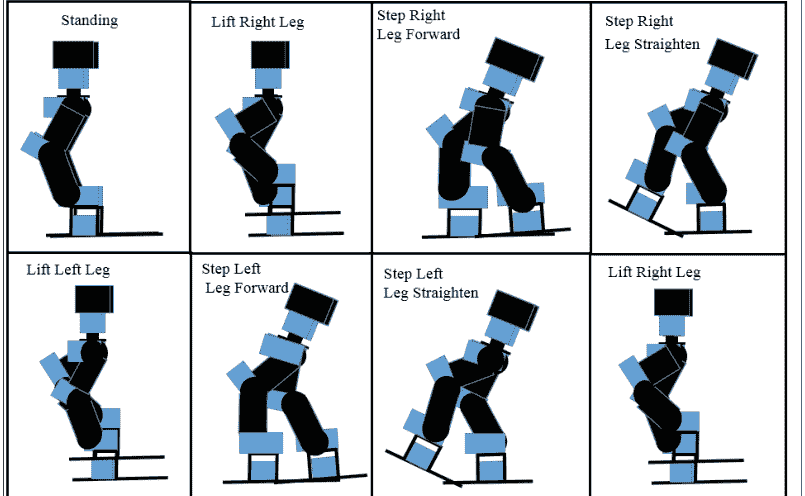 Standing
Lift Right Leg
Step Right
Leg Forward
Step Right
Leg Straighten
Lift Left Leg
Step Left
Leg Forward
Step Left
Leg Straighten
Lift Right Leg